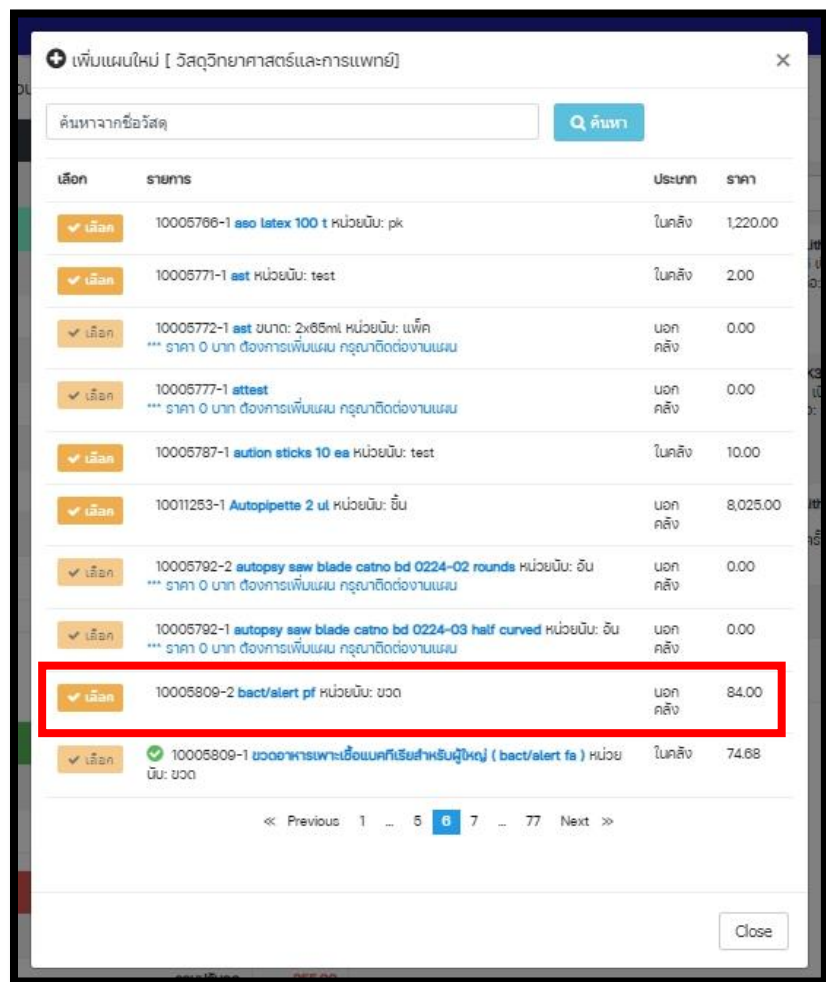 เพิ่มแผนใหม่ [ วัสดุวิทยาศาสตร์และการแพทย์]
×
ค้นหาจากชื่อวัสดุ
ค้นหา
เลือก รายการ ประเภท ราคา
เลือก 10005766-1 aso latex 100 t หน่วยนับ: pk ในคลัง 1,220.00
เลือก 10005771-1 ast หน่วยนับ: test ในคลัง 2.00
เลือก 10005772-1 ast ขนาด: 2x65ml หน่วยนับ: แพ็ค นอก 0.00
*** ราคา 0 บาท ต้องการเพิ่มแผน กรุณาติดต่องานแผน คลัง
เลือก 10005777-1 attest นอก 0.00
*** ราคา 0 บาท ต้องการเพิ่มแผน กรุณาติดต่องานแผน คลัง
เลือก 10005787-1 aution sticks 10 ea หน่วยนับ: test ในคลัง 10.00
เลือก 10011253-1 Autopipette 2 ul หน่วยนับ: ชิ้น นอก 8,025.00
คลัง
เลือก 10005792-2 autopsy saw blade catno bd 0224-02 rounds หน่วยนับ: อัน นอก 0.00
*** ราคา 0 บาท ต้องการเพิ่มแผน กรุณาติดต่องานแผน คลัง
เลือก 10005792-1 autopsy saw blade catno bd 0224-03 half curved หน่วยนับ: อัน นอก 0.00
*** ราคา 0 บาท ต้องการเพิ่มแผน กรุณาติดต่องานแผน คลัง
เลือก 10005809-2 bact/alert pf หน่วยนับ: ขวด นอก 84.00
คลัง
เลือก 10005809-1 ขวดอาหารเพาะเชื้อแบคทีเรียสำหรับผู้ใหญ่ ( bact/alert fa ) หน่วย ในคลัง 74.68
นับ: ขวด
« Previous 1 … 5 6 7 … 77 Next »
Close